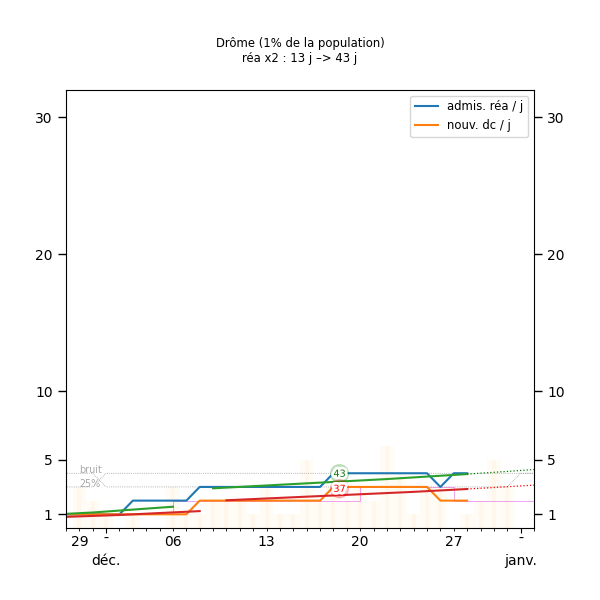 Drôme (1% de la population)
réa x2 : 13 j –> 43 j
admis. réa / j
nouv. dc / j
30
30
20
20
10
10
5
5
bruit
25%
43
37
1
1
29 - 06 13 20 27 -
déc. janv.